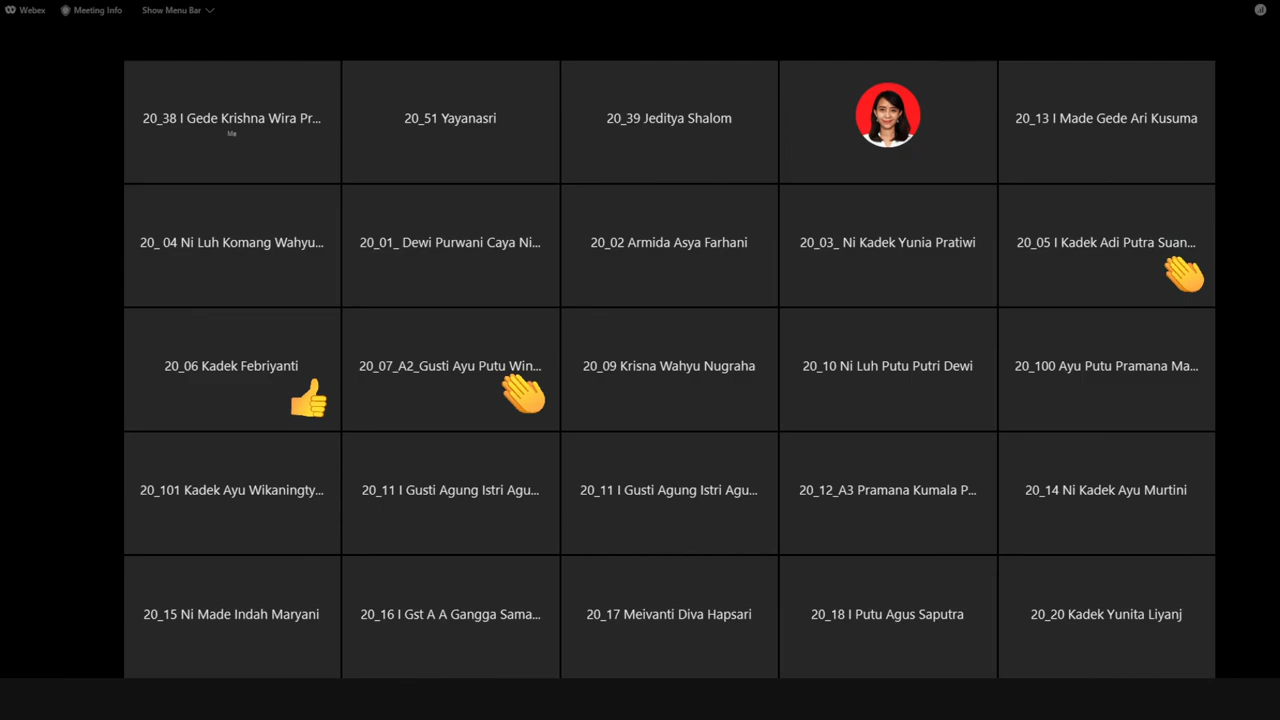 Webex Meeting Info Show Menu Bar
20_38 I Gede Krishna Wira Pr...
Me
20_51 Yayanasri
20_39 Jeditya Shalom
20_13 I Made Gede Ari Kusuma
20_ 04 Ni Luh Komang Wahyu...
20_01_ Dewi Purwani Caya Ni...
20_02 Armida Asya Farhani
20_03_ Ni Kadek Yunia Pratiwi
20_05 I Kadek Adi Putra Suan...
20_06 Kadek Febriyanti
20_07_A2_Gusti Ayu Putu Win...
20_09 Krisna Wahyu Nugraha
20_10 Ni Luh Putu Putri Dewi
20_100 Ayu Putu Pramana Ma...
20_101 Kadek Ayu Wikaningty...
20_11 I Gusti Agung Istri Agu...
20_11 I Gusti Agung Istri Agu...
20_12_A3 Pramana Kumala P...
20_14 Ni Kadek Ayu Murtini
20_15 Ni Made Indah Maryani
20_16 I Gst A A Gangga Sama...
20_17 Meivanti Diva Hapsari
20_18 I Putu Agus Saputra
20_20 Kadek Yunita Liyanj